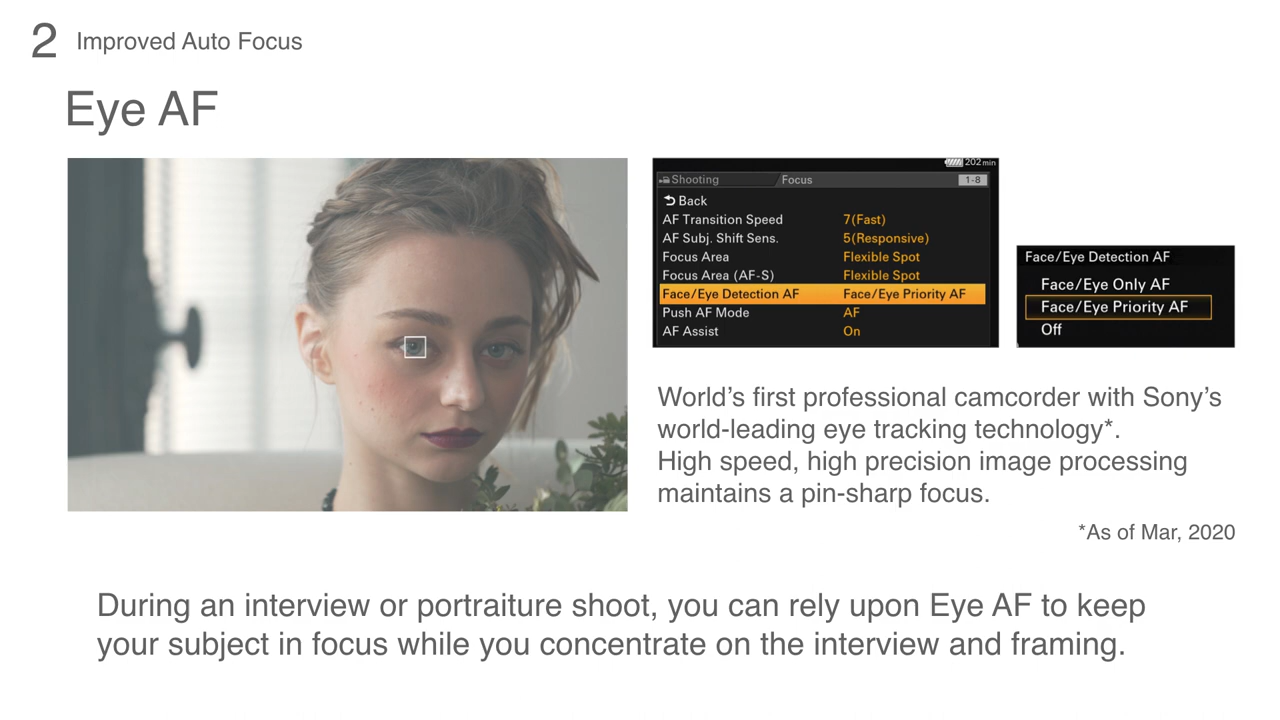 2 Improved Auto Focus
Eye AF
202 min
Shooting Focus 1-8
Back
AF Transition Speed 7(Fast)
AF Subj. Shift Sens. 5(Responsive)
Focus Area Flexible Spot
Focus Area (AF-S) Flexible Spot
Face/Eye Detection AF Face/Eye Priority AF
Push AF Mode AF
AF Assist On
Face/Eye Detection AF
Face/Eye Only AF
Face/Eye Priority AF
Off
World’s first professional camcorder with Sony’s
world-leading eye tracking technology*.
High speed, high precision image processing
maintains a pin-sharp focus.
*As of Mar, 2020
During an interview or portraiture shoot, you can rely upon Eye AF to keep
your subject in focus while you concentrate on the interview and framing.